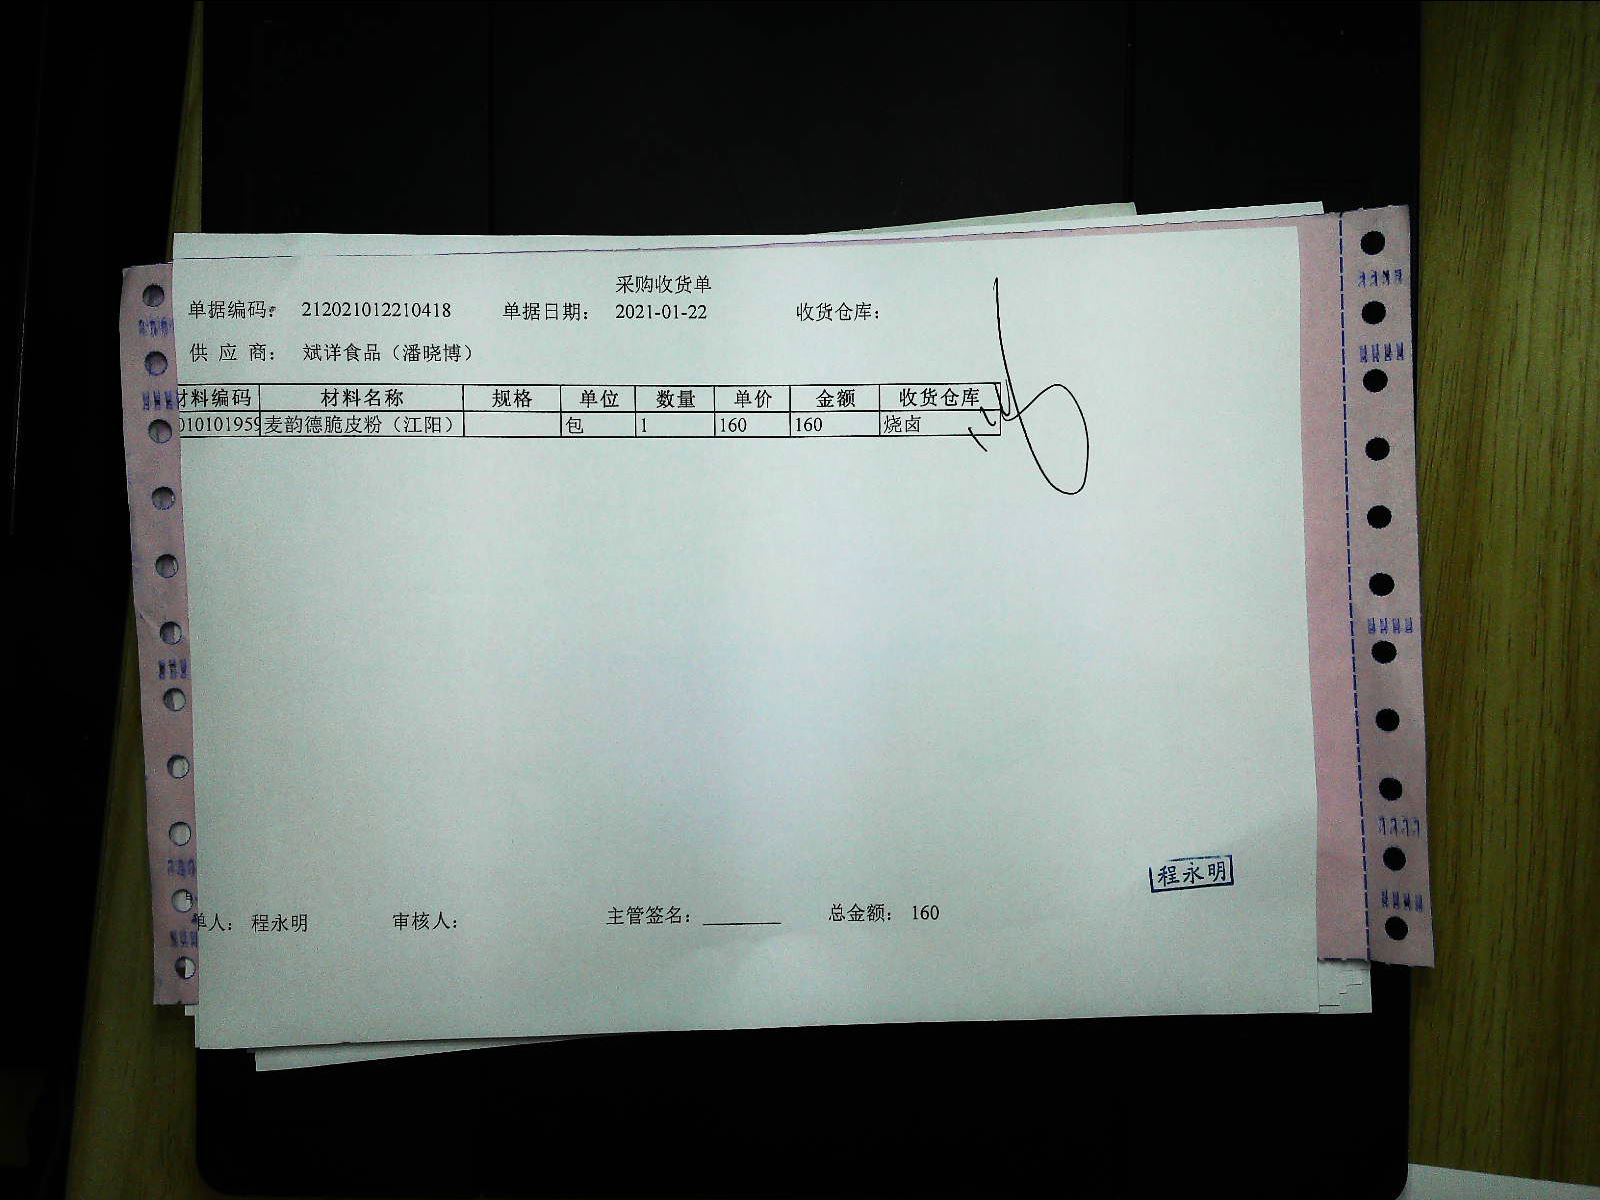 采购收货单
单据编码： 212021012210418 单据日期： 2021-01-22 收货仓库：
供 应 商： 斌详食品（潘晓博）
材料编码 材料名称 规格 单位 数量 单价 金额 收货仓库
010101959 麦韵德脆皮粉（江阳） 包 1 160 160 烧卤
程永明
单人： 程永明 审核人： 主管签名： ________ 总金额： 160